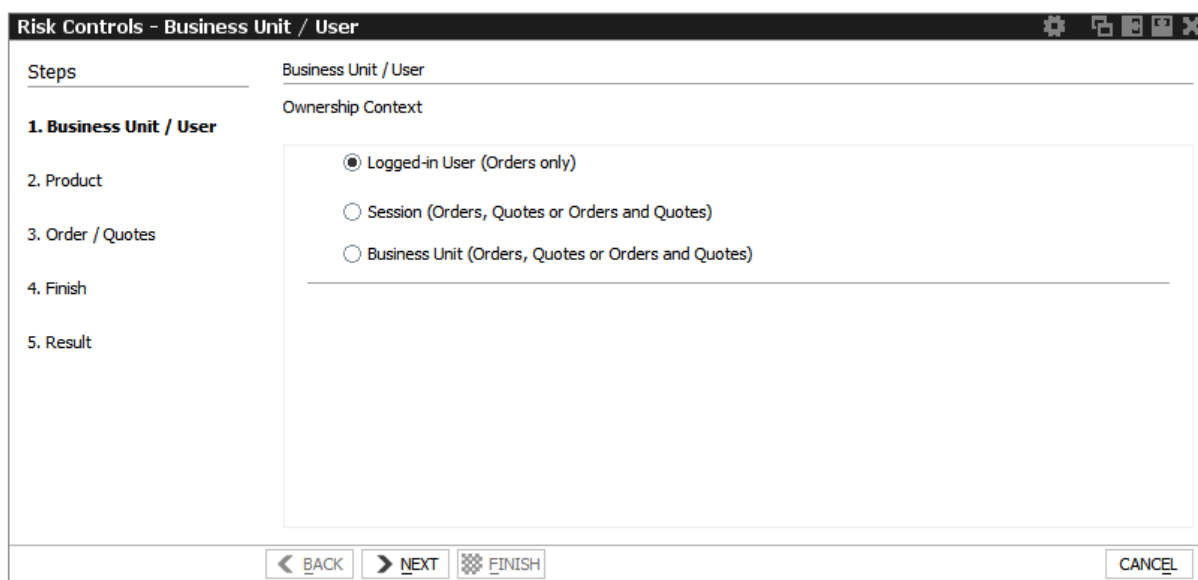 Risk Controls - Business Unit / User
Steps
1. Business Unit / User
2. Product
3. Order / Quotes
4. Finish
5. Result
Business Unit / User
Ownership Context
Logged-in User (Orders only)
Session (Orders, Quotes or Orders and Quotes)
Business Unit (Orders, Quotes or Orders and Quotes)
BACK
NEXT
FINISH
CANCEL